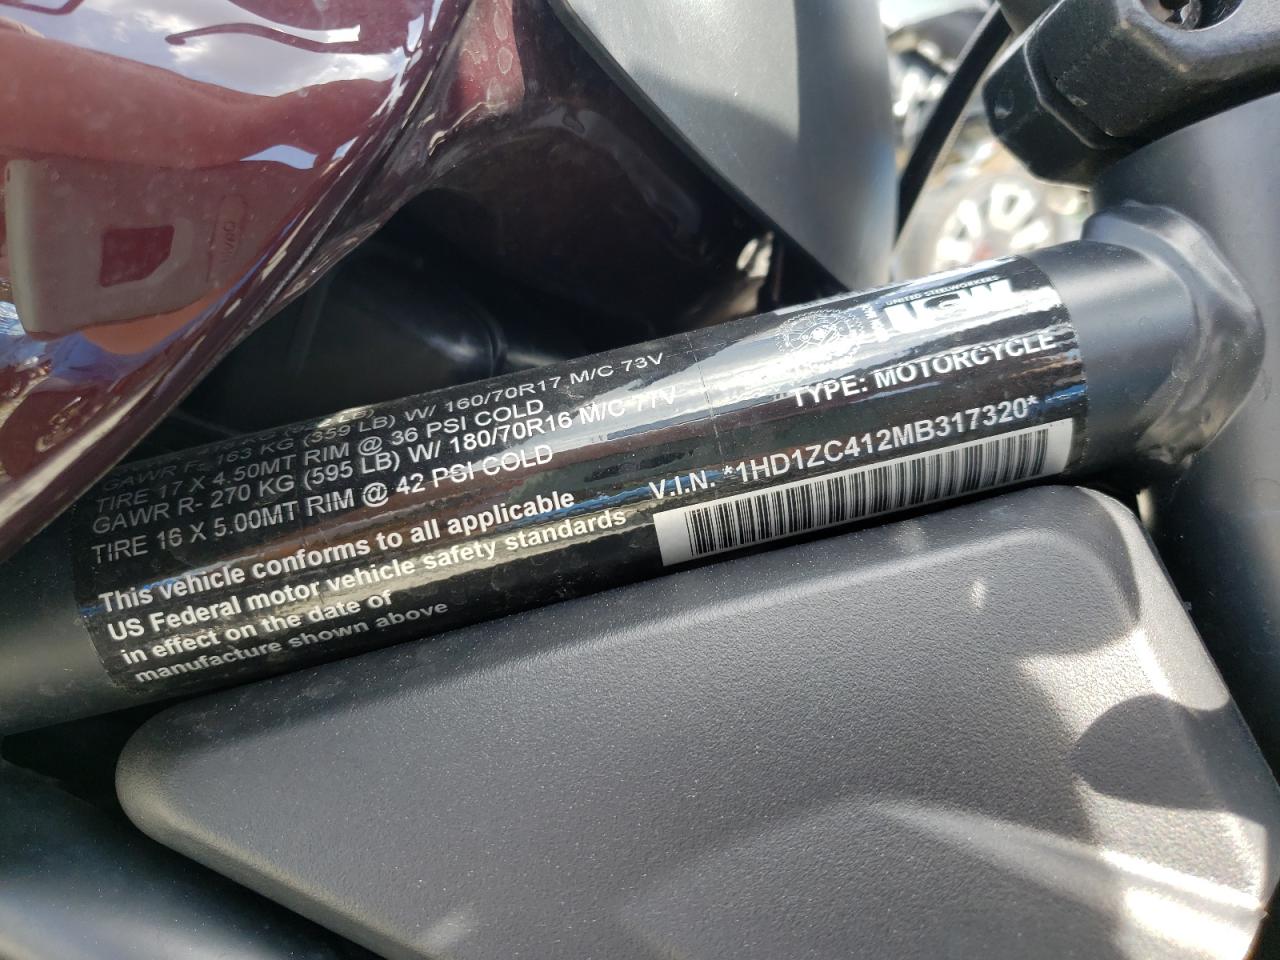 GAWR F- 163 KG (359 LB) W/ 160/70R17 M/C 73V
TIRE 17 X 4.50MT RIM @ 36 PSI COLD
GAWR R- 270 KG (595 LB) W/ 180/70R16 M/C 77V
TIRE 16 X 5.00MT RIM @ 42 PSI COLD
This vehicle conforms to all applicable
US Federal motor vehicle safety standards
in effect on the date of
manufacture shown above
UNITED STEELWORKERS
USW
TYPE: MOTORCYCLE
V.I.N. *1HD1ZC412MB317320*